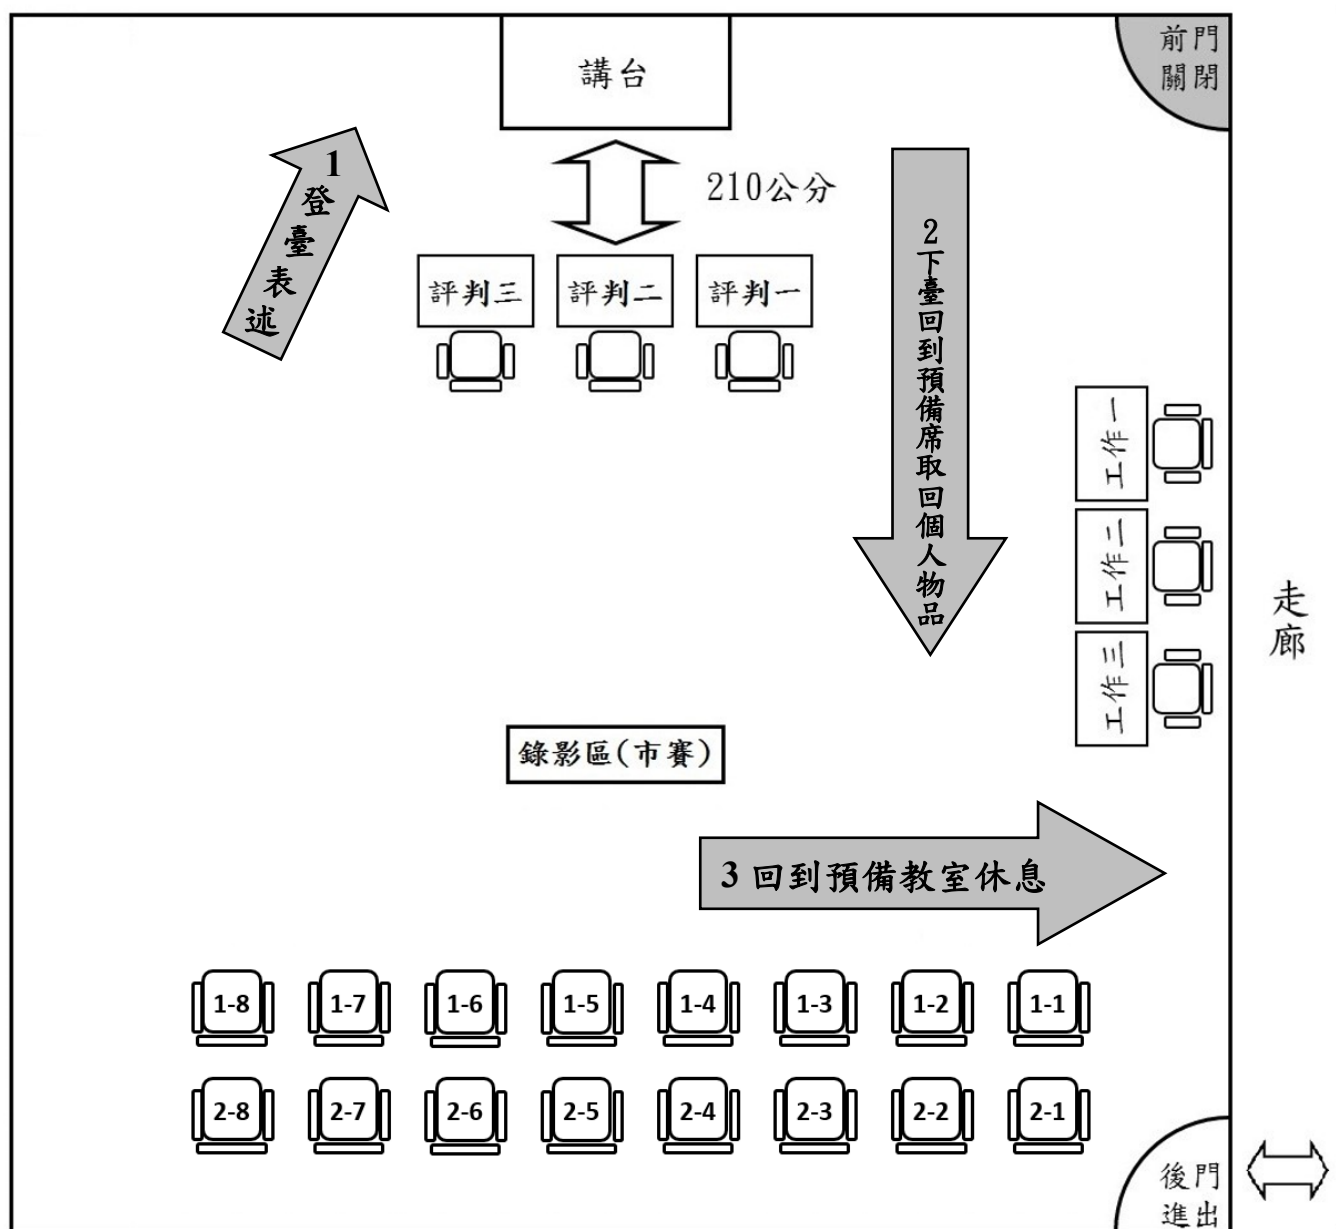 講台
前門
關閉
1登臺表述
210公分
2下臺回到預備席取回個人物品
評判三
評判二
評判一
工作一
工作二
工作三
走廊
錄影區(市賽)
3 回到預備教室休息
1-8
1-7
1-6
1-5
1-4
1-3
1-2
1-1
2-8
2-7
2-6
2-5
2-4
2-3
2-2
2-1
後門
進出